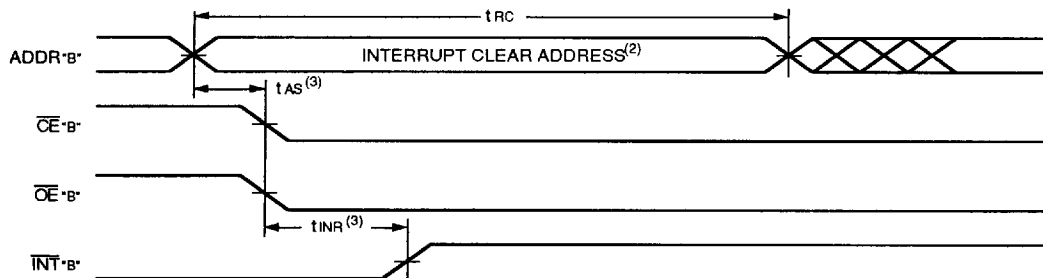 tRC
ADDR"B"
INTERRUPT CLEAR ADDRESS(2)
tAS(3)
CE"B"
OE"B"
tINR(3)
INT"B"